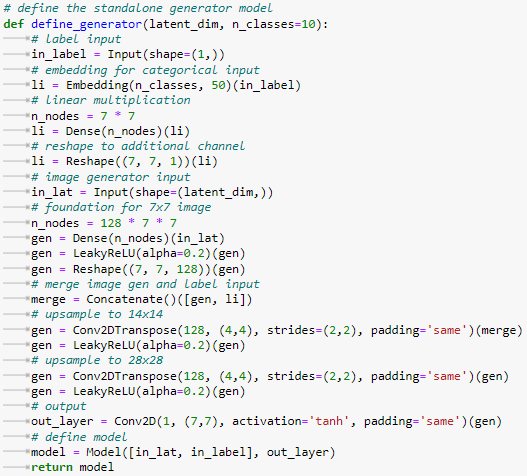 # define the standalone generator model
def define_generator(latent_dim, n_classes=10):
# label input
in_label = Input(shape=(1,))
# embedding for categorical input
li = Embedding(n_classes, 50)(in_label)
# linear multiplication
n_nodes = 7 * 7
li = Dense(n_nodes)(li)
# reshape to additional channel
li = Reshape((7, 7, 1))(li)
# image generator input
in_lat = Input(shape=(latent_dim,))
# foundation for 7x7 image
n_nodes = 128 * 7 * 7
gen = Dense(n_nodes)(in_lat)
gen = LeakyReLU(alpha=0.2)(gen)
gen = Reshape((7, 7, 128))(gen)
# merge image gen and label input
merge = Concatenate()([gen, li])
# upsample to 14x14
gen = Conv2DTranspose(128, (4,4), strides=(2,2), padding='same')(merge)
gen = LeakyReLU(alpha=0.2)(gen)
# upsample to 28x28
gen = Conv2DTranspose(128, (4,4), strides=(2,2), padding='same')(gen)
gen = LeakyReLU(alpha=0.2)(gen)
# output
out_layer = Conv2D(1, (7,7), activation='tanh', padding='same')(gen)
# define model
model = Model([in_lat, in_label], out_layer)
return model